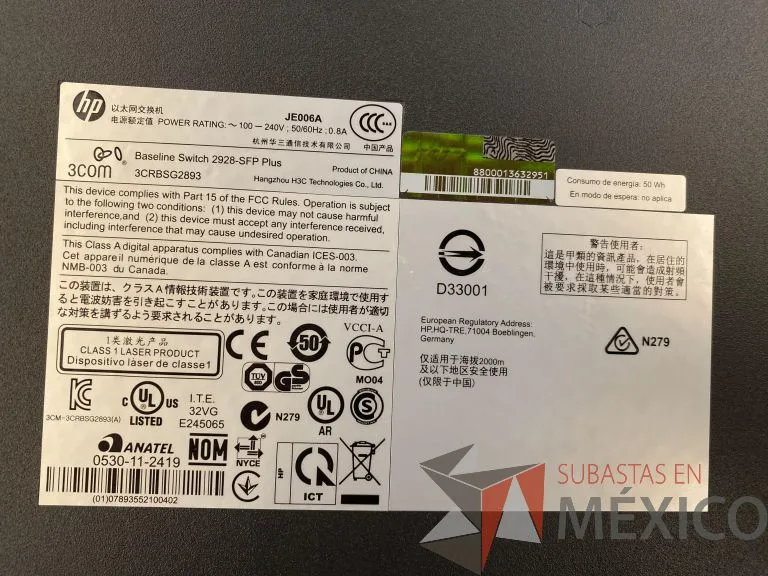 hp
以太网交换机
JE006A
电源额定值 POWER RATING: ～ 100 — 240V ; 50/60Hz ; 0.8A
CCC
杭州华三通信技术有限公司
中国产品
3COM
Baseline Switch 2928-SFP Plus
3CRBSG2893
Product of CHINA
Hangzhou H3C Technologies Co., Ltd.
This device complies with Part 15 of the FCC Rules. Operation is subject
to the following two conditions: (1) this device may not cause harmful
interference,and (2) this device must accept any interference received,
including interference that may cause undesired operation.
This Class A digital apparatus complies with Canadian ICES-003.
Cet appareil numérique de la classe A est conforme à la norme
NMB-003 du Canada.
この装置は、クラスA情報技術装置です。この装置を家庭環境で使用す
ると電波妨害を引き起こすことがあります。この場合には使用者が適切
な対策を講ずるよう要求されることがあります。
VCCI-A
1类激光产品
CLASS 1 LASER PRODUCT
Dispositivo làser de classe1
CE
50
PCT
MO04
TUV
GS
KC
3CM-3CRBSG2893(A)
C UL US
LISTED
I.T.E.
32VG
E245065
N279
UL
AR
S
ANATEL
0530-11-2419
NOM
NYCE
HP
ICT
(01)07893552100402
8800013632951
Consumo de energía: 50 Wh
En modo de espera: no aplica
D33001
警告使用者:
這是甲類的資訊產品，在居住的
環境中使用時，可能會造成射頻
干擾，在這種情況下，使用者會
被要求採取某些適當的對策。
European Regulatory Address:
HP,HQ-TRE,71004 Boeblingen,
Germany
仅适用于海拔2000m
及以下地区安全使用
(仅限于中国)
N279
SUBASTAS EN
MÉXICO